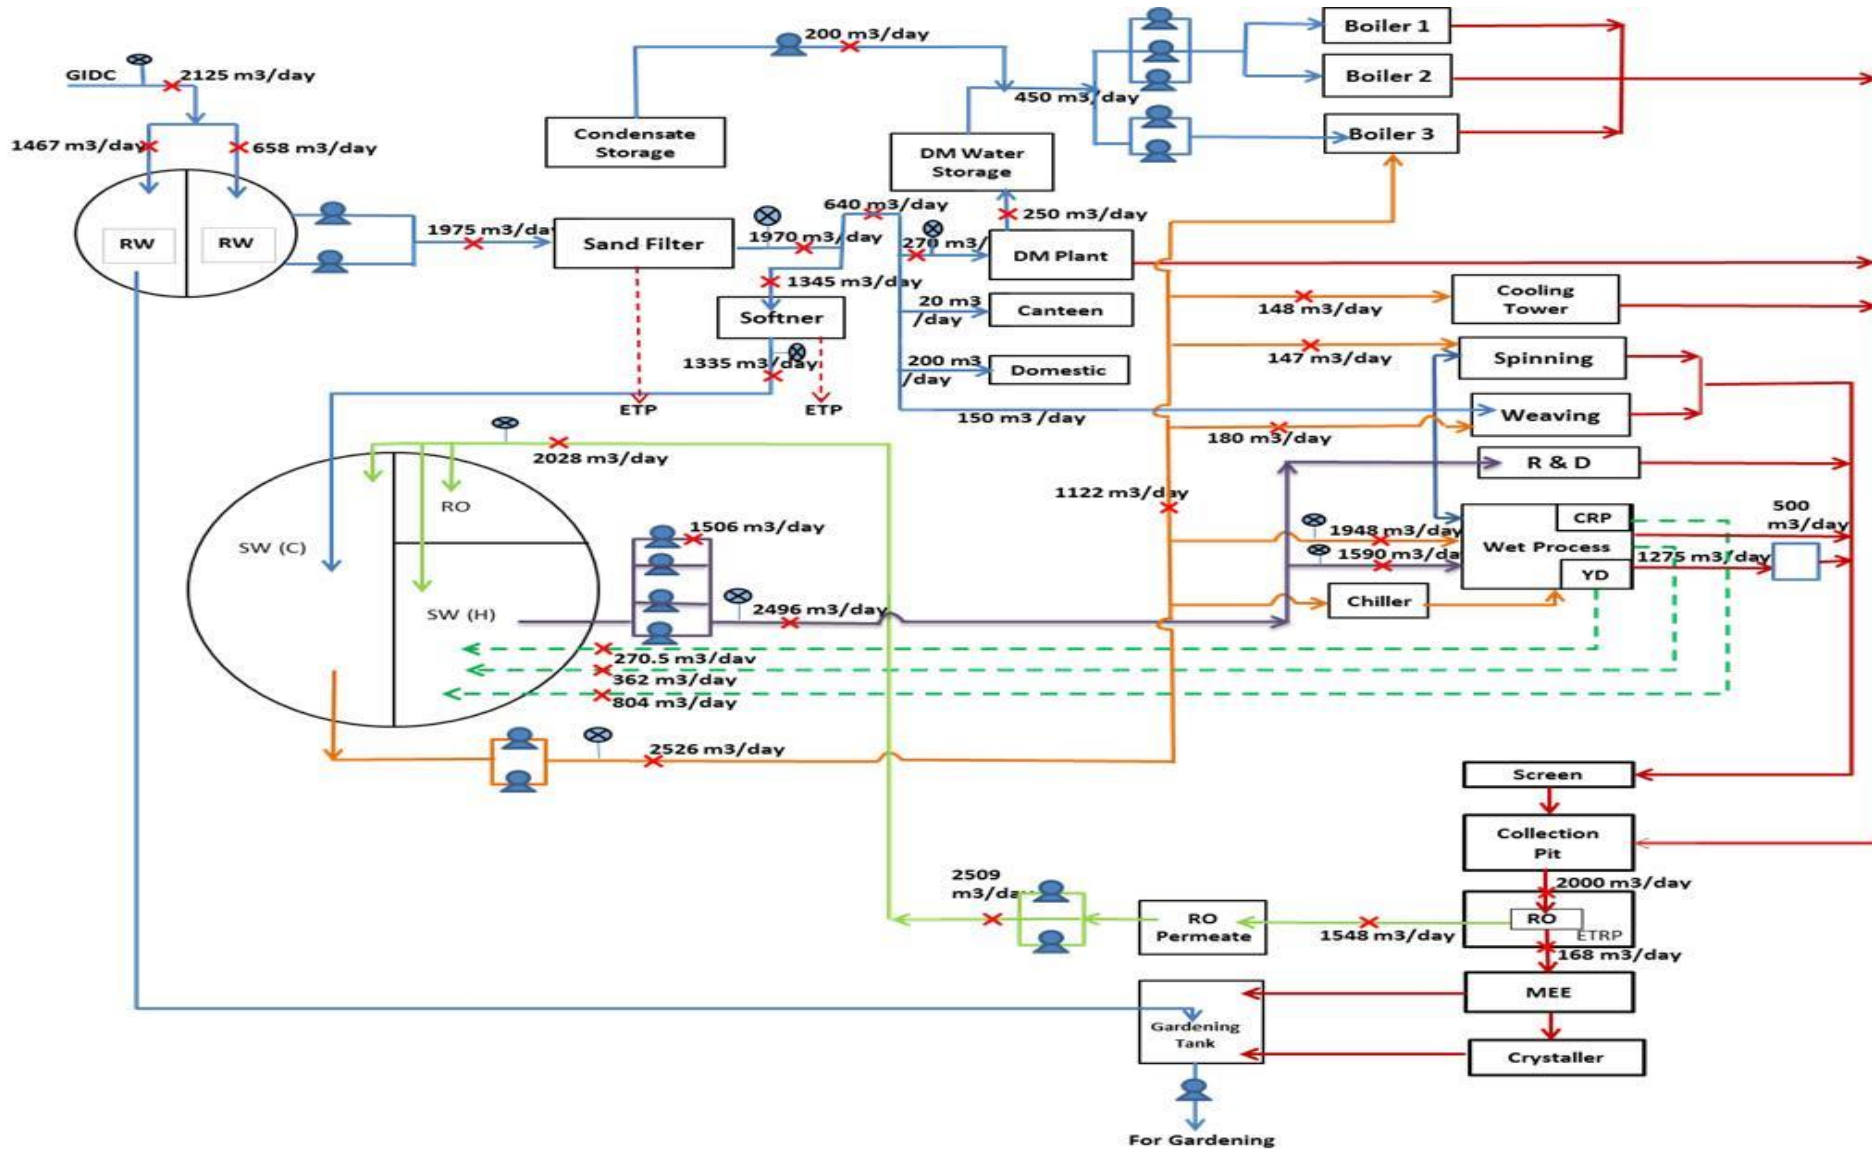 200 m3/day
Boiler 1
GIDC
2125 m3/day
Boiler 2
450 m3/day
1467 m3/day
658 m3/day
Condensate
Storage
DM Water
Storage
Boiler 3
RW
RW
1975 m3/da
Sand Filter
1970 m3/day
640 m3/day
250 m3/day
270 m3/
DM Plant
1345 m3/day
20 m3
/day
Canteen
148 m3/day
Cooling
Tower
Softner
1335 m3/day
147 m3/day
Spinning
200 m3
/day
Domestic
ETP
ETP
150 m3 /day
Weaving
180 m3/day
2028 m3/day
R & D
RO
1122 m3/day
500
m3/day
SW (C)
1506 m3/day
1948 m3/day
CRP
Wet Process
1590 m3/da
1275 m3/day
YD
SW (H)
2496 m3/day
Chiller
270.5 m3/dav
362 m3/day
804 m3/day
2526 m3/day
Screen
Collection
Pit
2509
m3/day
2000 m3/day
RO
Permeate
1548 m3/day
RO
ETRP
168 m3/day
MEE
Gardening
Tank
Crystaller
For Gardening